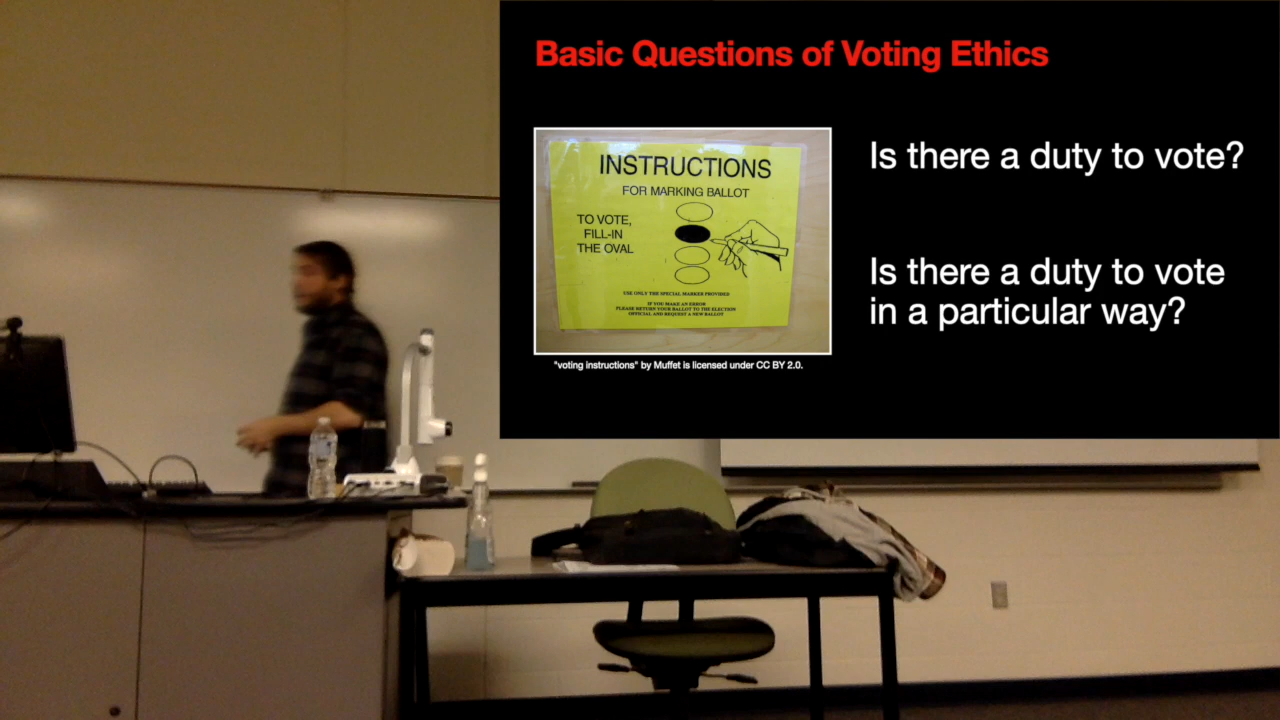 Basic Questions of Voting Ethics
INSTRUCTIONS
FOR MARKING BALLOT
TO VOTE,
FILL-IN
THE OVAL
USE ONLY THE SPECIAL MARKER PROVIDED
IF YOU MAKE AN ERROR
PLEASE RETURN YOUR BALLOT TO THE ELECTION
OFFICIAL AND REQUEST A NEW BALLOT
"voting instructions" by Muffet is licensed under CC BY 2.0.
Is there a duty to vote?
Is there a duty to vote
in a particular way?